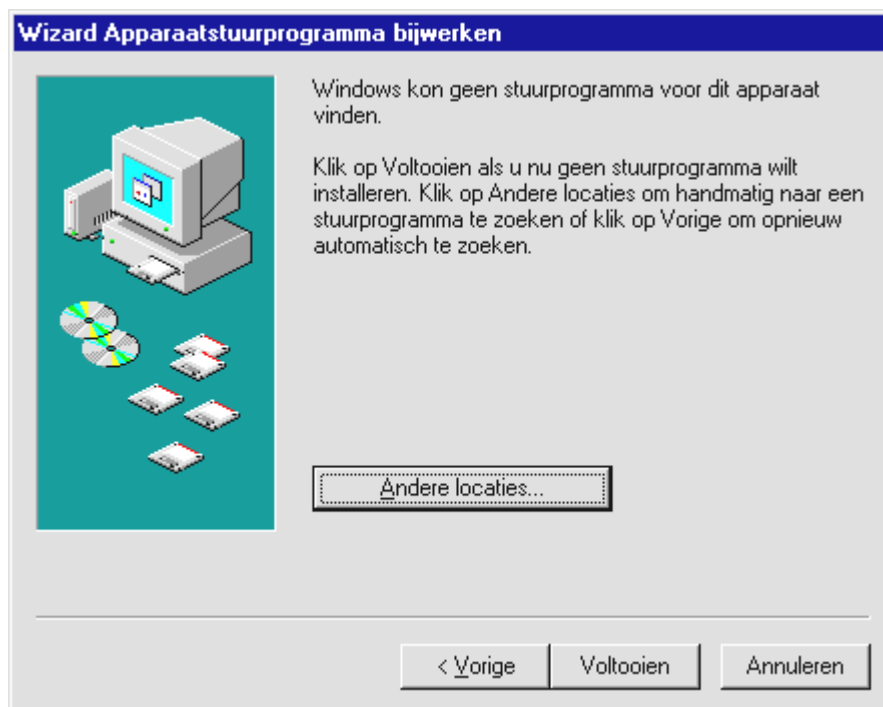 Wizard Apparaatstuurprogramma bijwerken
Windows kon geen stuurprogramma voor dit apparaat
vinden.
Klik op Voltooien als u nu geen stuurprogramma wilt
installeren. Klik op Andere locaties om handmatig naar een
stuurprogramma te zoeken of klik op Vorige om opnieuw
automatisch te zoeken.
Andere locaties...
< Vorige
Voltooien
Annuleren